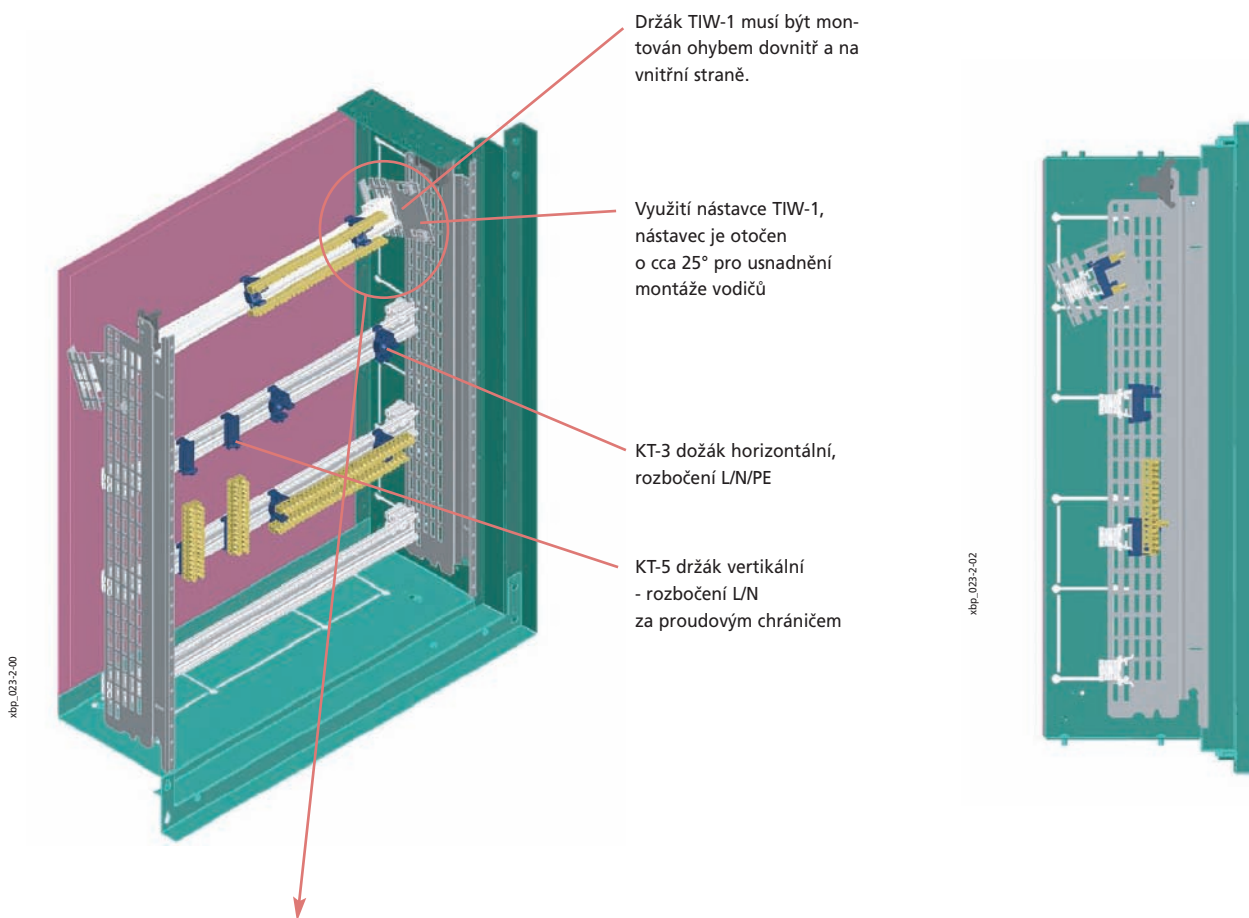 Držák TIW-1 musí být mon-
tován ohybem dovnitř a na
vnitřní straně.
Využití nástavce TIW-1,
nástavec je otočen
o cca 25° pro usnadnění
montáže vodičů
KT-3 dožák horizontální,
rozbočení L/N/PE
KT-5 držák vertikální
- rozbočení L/N
za proudovým chráničem
xbp_023-2-00
xbp_023-2-02